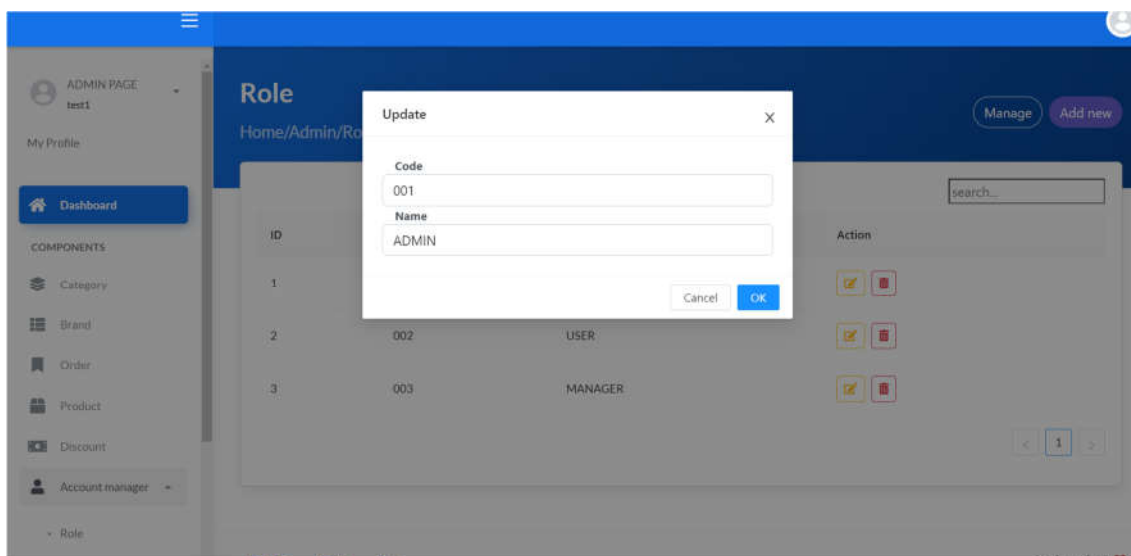 ADMIN PAGE
test1
My Profile
Dashboard
COMPONENTS
Category
Brand
Order
Product
Discount
Account manager
Role
Role
Home/Admin/Ro
Manage
Add new
search...
ID
Action
1
2 002 USER
3 003 MANAGER
< 1 >
Update
X
Code
001
Name
ADMIN
Cancel
OK